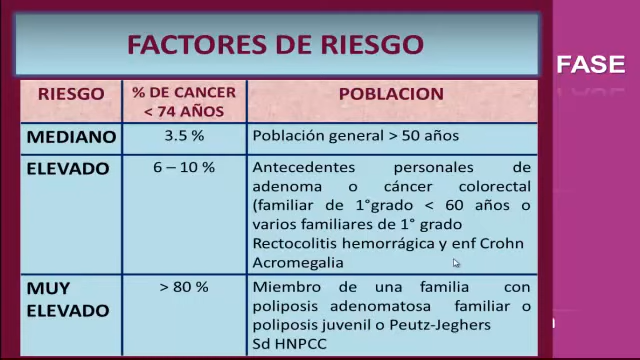 FACTORES DE RIESGO
FASE
RIESGO
% DE CANCER
< 74 AÑOS
POBLACION
MEDIANO
3.5 %
Población general > 50 años
ELEVADO
6 – 10 %
Antecedentes personales de
adenoma o cáncer colorectal
(familiar de 1°grado < 60 años o
varios familiares de 1° grado
Rectocolitis hemorrágica y enf Crohn
Acromegalia
MUY
ELEVADO
> 80 %
Miembro de una familia con
poliposis adenomatosa familiar o
poliposis juvenil o Peutz-Jeghers
Sd HNPCC